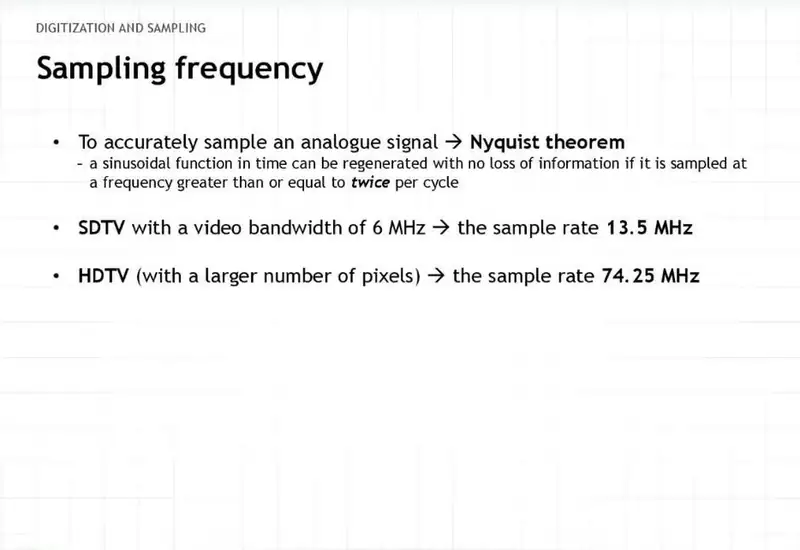 DIGITIZATION AND SAMPLING
Sampling frequency
• To accurately sample an analogue signal → Nyquist theorem
- a sinusoidal function in time can be regenerated with no loss of information if it is sampled at
a frequency greater than or equal to twice per cycle
• SDTV with a video bandwidth of 6 MHz → the sample rate 13.5 MHz
• HDTV (with a larger number of pixels) → the sample rate 74.25 MHz